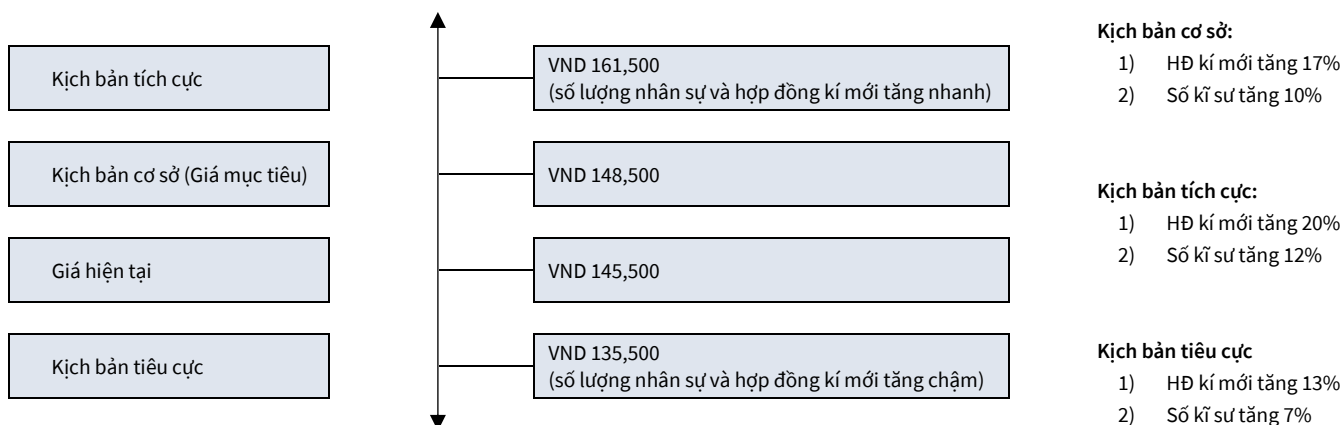 Kịch bản tích cực
VND 161,500
(số lượng nhân sự và hợp đồng kí mới tăng nhanh)
Kịch bản cơ sở (Giá mục tiêu)
VND 148,500
Giá hiện tại
VND 145,500
Kịch bản tiêu cực
VND 135,500
(số lượng nhân sự và hợp đồng kí mới tăng chậm)
Kịch bản cơ sở:
1) HĐ kí mới tăng 17%
2) Số kĩ sư tăng 10%
Kịch bản tích cực:
1) HĐ kí mới tăng 20%
2) Số kĩ sư tăng 12%
Kịch bản tiêu cực
1) HĐ kí mới tăng 13%
2) Số kĩ sư tăng 7%